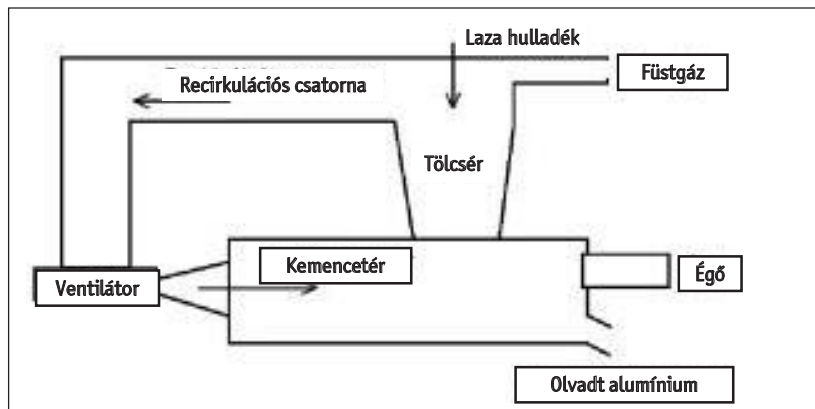 Laza hulladék
Füstgáz
Recirkulációs csatorna
Tölcsér
Kemencetér
Égő
Ventilátor
Olvadt alumínium